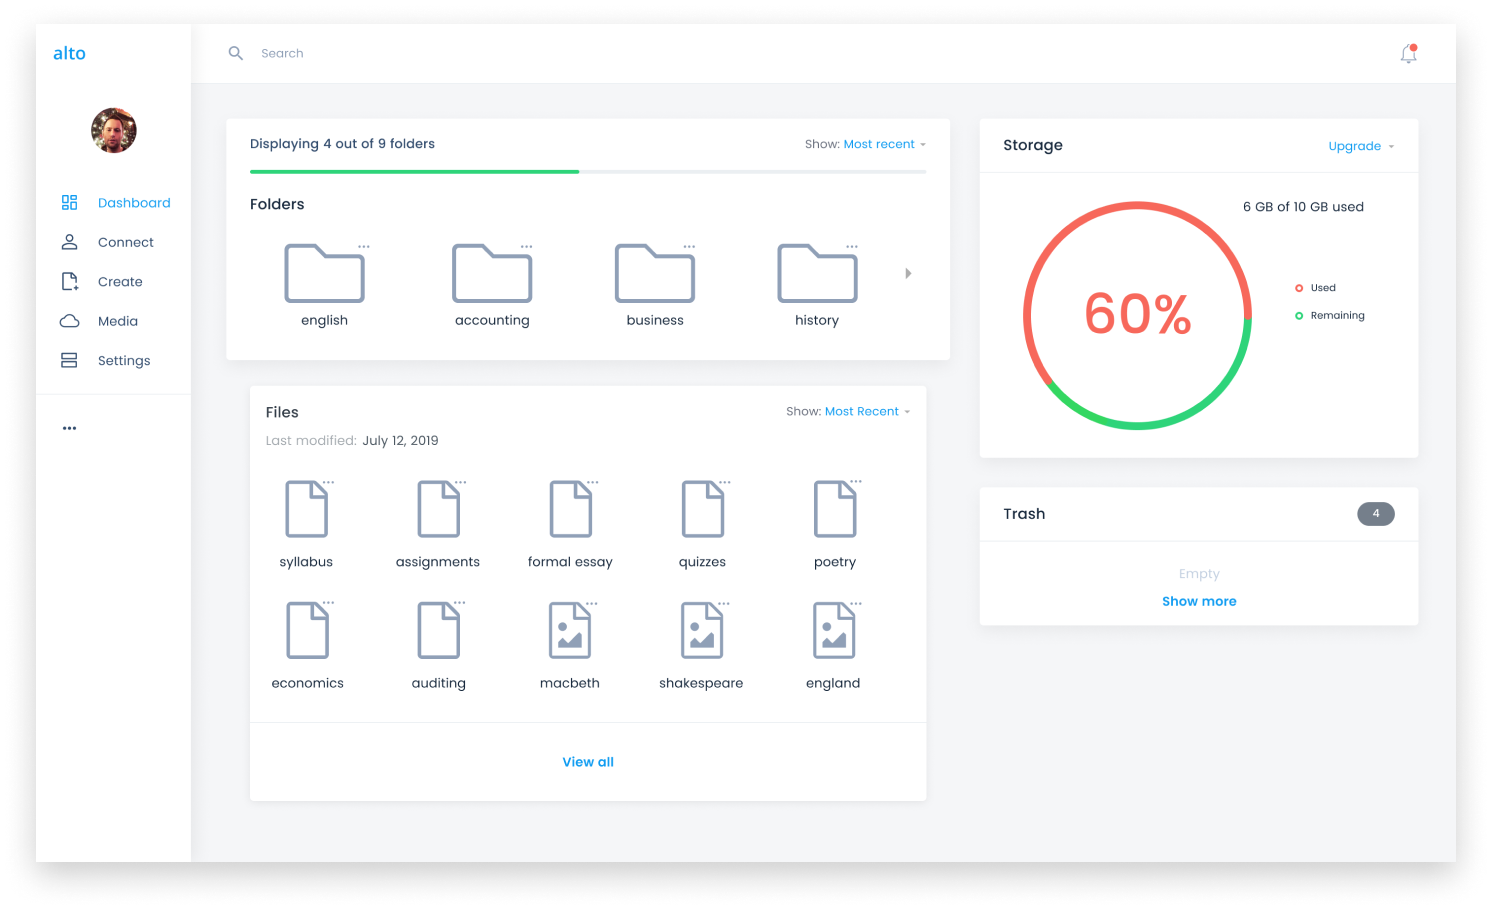 alto
Search
Dashboard
Connect
Create
Media
Settings
Displaying 4 out of 9 folders
Show: Most recent
Folders
english
accounting
business
history
Files
Show: Most Recent
Last modified: July 12, 2019
syllabus
assignments
formal essay
quizzes
poetry
economics
auditing
macbeth
shakespeare
england
View all
Storage
Upgrade
6 GB of 10 GB used
60%
Used
Remaining
Trash
4
Empty
Show more